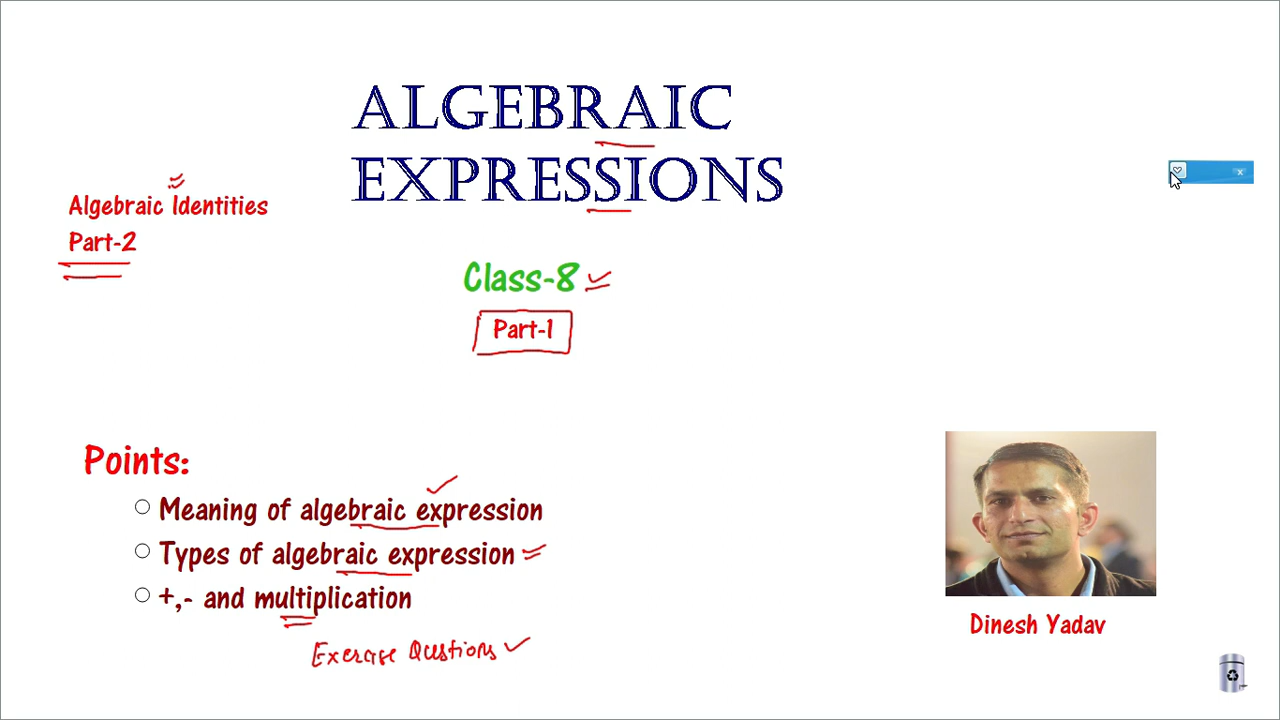 ALGEBRAIC
EXPRESSIONS
Algebraic Identities
Part-2
Class-8
Part-1
Points:
Meaning of algebraic expression
Types of algebraic expression
+,- and multiplication
Exercise Questions
Dinesh Yadav